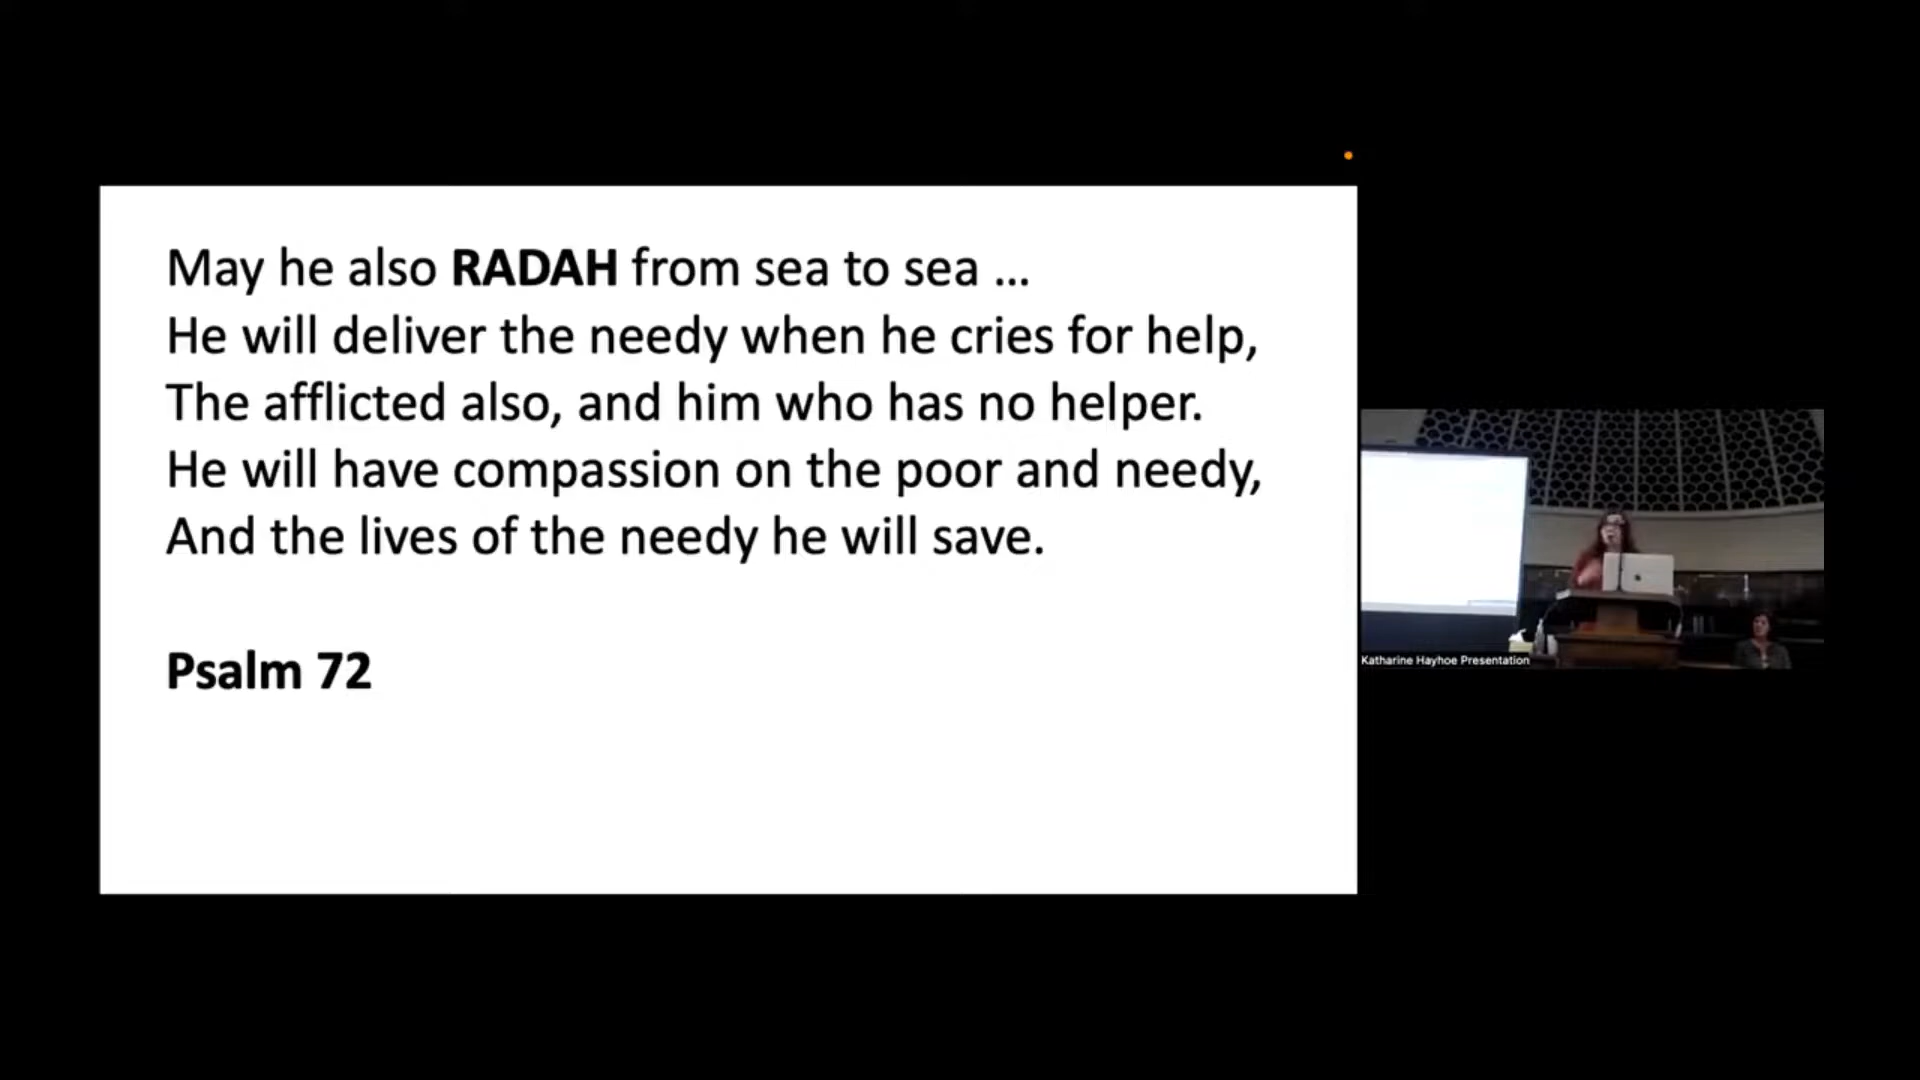 May he also RADAH from sea to sea ...
He will deliver the needy when he cries for help,
The afflicted also, and him who has no helper.
He will have compassion on the poor and needy,
And the lives of the needy he will save.
Psalm 72
Katharine Hayhoe Presentation